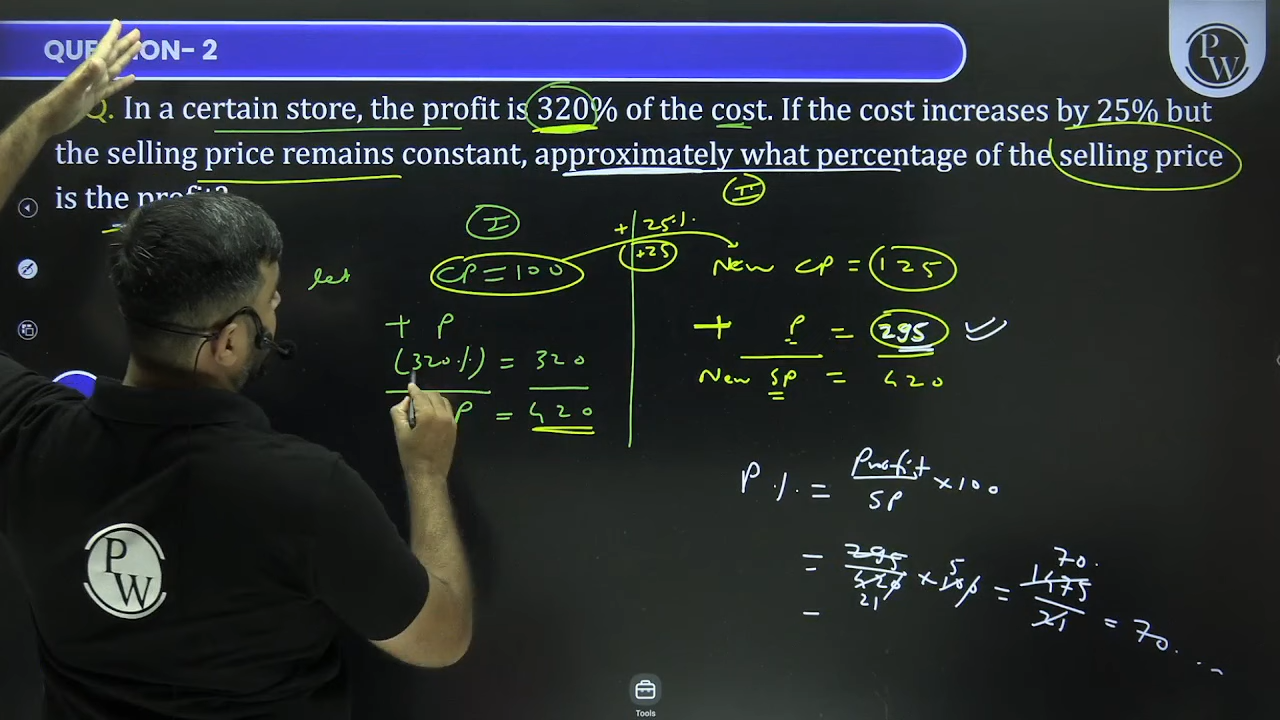 QUESTION- 2
Q. In a certain store, the profit is 320% of the cost. If the cost increases by 25% but
the selling price remains constant, approximately what percentage of the selling price
is the profit?
I
let CP = 100
+ P
(320%) = 320
P = 420
+ 25%
+25
II
New CP = 125
+ P = 295
New SP = 420
P% = Profit/SP × 100
= 295/420 × 100 = 1475/21 = 70....
21 5 70.
=
PW
PW
Tools